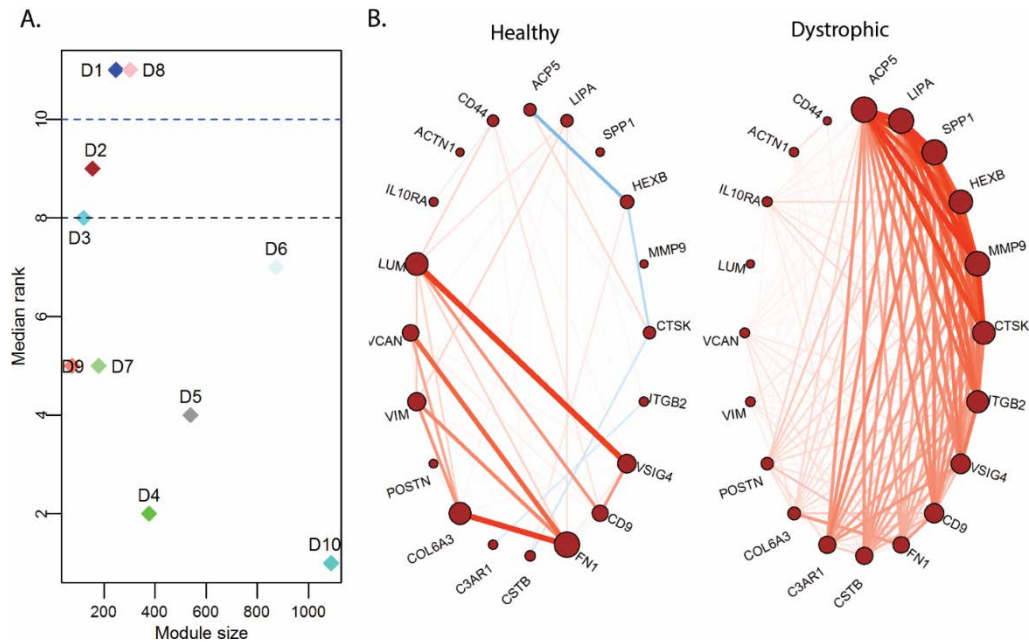 A.
D1
D8
D2
D3
D6
D9
D7
D5
D4
D10
Median rank
2
4
6
8
10
200
400
600
800
1000
Module size
B.
Healthy
ACP5
LIPA
SPP1
HEXB
MMP9
CTSK
ITGB2
VSIG4
CD9
FN1
CSTB
C3AR1
COL6A3
POSTN
VIM
VCAN
LUM
IL10RA
ACTN1
CD44
Dystrophic
ACP5
LIPA
SPP1
HEXB
MMP9
CTSK
ITGB2
VSIG4
CD9
FN1
CSTB
C3AR1
COL6A3
POSTN
VIM
VCAN
LUM
IL10RA
ACTN1
CD44